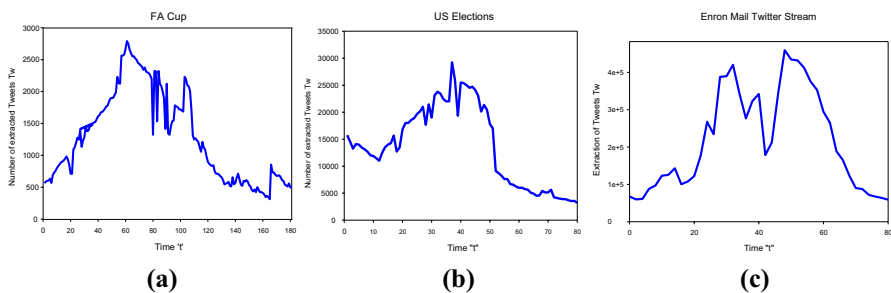 FA Cup
Number of extracted Tweets Tw
3000
2500
2000
1500
1000
500
0
0 20 40 60 80 100 120 140 160 180
Time 't'
(a)
US Elections
Number of extracted Tweets Tw
35000
30000
25000
20000
15000
10000
5000
0
0 10 20 30 40 50 60 70 80
Time "t"
(b)
Enron Mail Twitter Stream
Extraction of Tweets Tw
4e+5
3e+5
2e+5
1e+5
0
0 20 40 60 80
Time "t"
(c)